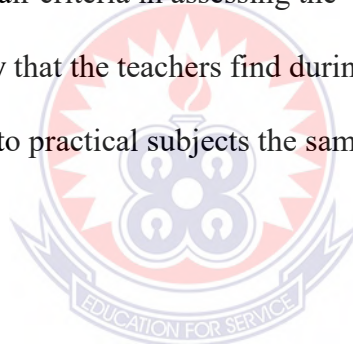 criteria in assessing the
that the teachers find
to practical subjects the
EDUCATION FOR SERVICE